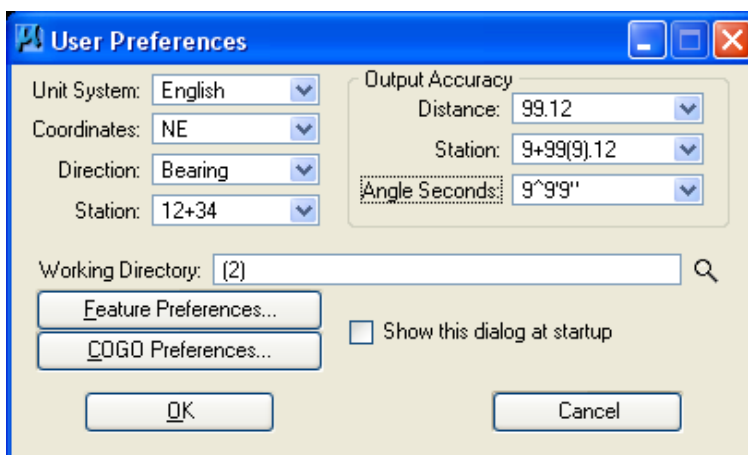 User Preferences
Unit System: English
Coordinates: NE
Direction: Bearing
Station: 12+34
Output Accuracy
Distance: 99.12
Station: 9+99(9).12
Angle Seconds: 9^9'9"
Working Directory: (2)
Feature Preferences...
COGO Preferences...
Show this dialog at startup
OK
Cancel